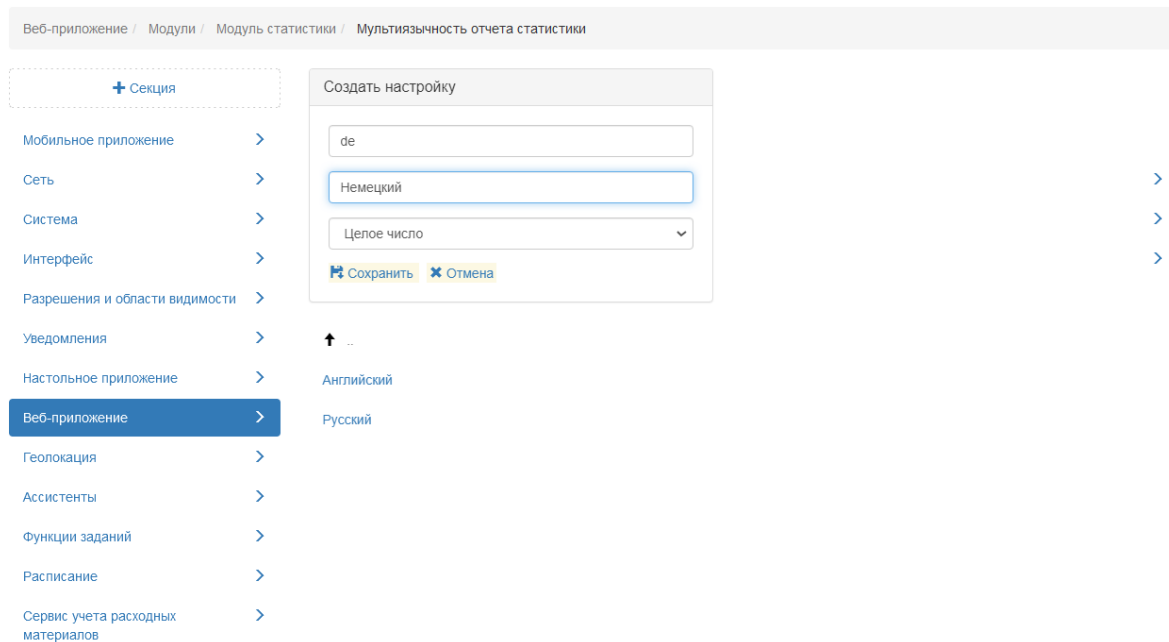 Веб-приложение / Модули / Модуль статистики / Мультиязычность отчета статистики
+ Секция
Мобильное приложение
Сеть
Система
Интерфейс
Разрешения и области видимости
Уведомления
Настольное приложение
Веб-приложение
Геолокация
Ассистенты
Функции заданий
Расписание
Сервис учета расходных
материалов
Создать настройку
de
Немецкий
Целое число
Сохранить Отмена
..
Английский
Русский